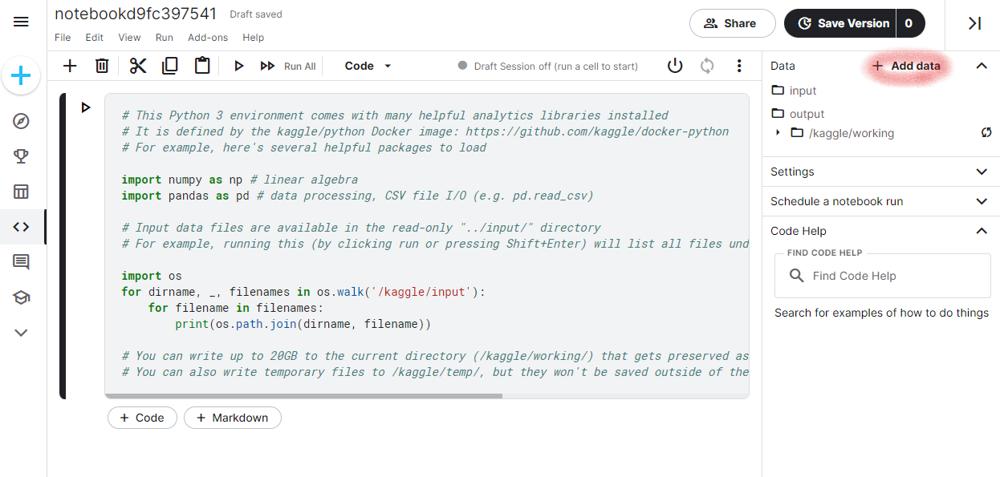 notebookd9fc397541 Draft saved
File Edit View Run Add-ons Help
Share
Save Version 0
Run All Code Draft Session off (run a cell to start)
# This Python 3 environment comes with many helpful analytics libraries installed
# It is defined by the kaggle/python Docker image: https://github.com/kaggle/docker-python
# For example, here's several helpful packages to load
import numpy as np # linear algebra
import pandas as pd # data processing, CSV file I/O (e.g. pd.read_csv)
# Input data files are available in the read-only "../input/" directory
# For example, running this (by clicking run or pressing Shift+Enter) will list all files und
import os
for dirname, _, filenames in os.walk('/kaggle/input'):
    for filename in filenames:
        print(os.path.join(dirname, filename))
# You can write up to 20GB to the current directory (/kaggle/working/) that gets preserved as
# You can also write temporary files to /kaggle/temp/, but they won't be saved outside of the
+ Code + Markdown
Data + Add data
input
output
/kaggle/working
Settings
Schedule a notebook run
Code Help
FIND CODE HELP
Find Code Help
Search for examples of how to do things